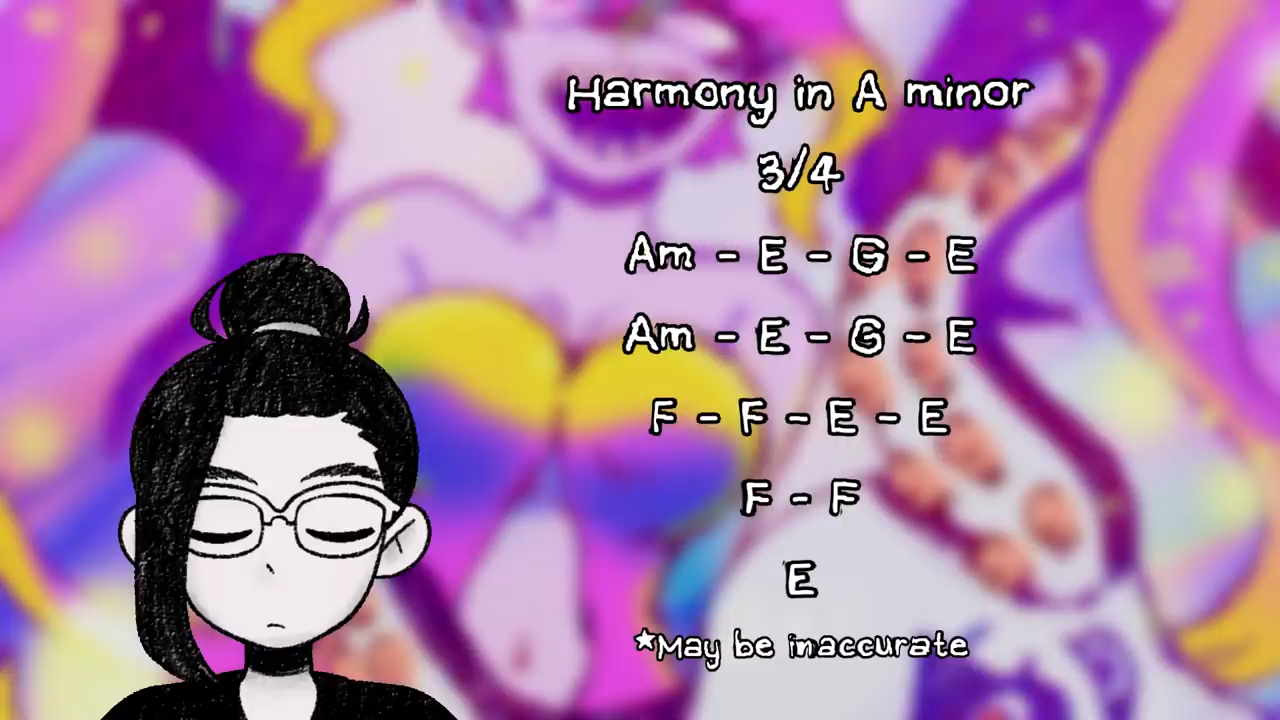 Harmony in A minor
3/4
Am - E - G - E
Am - E - G - E
F - F - E - E
F - F
E
*May be inaccurate